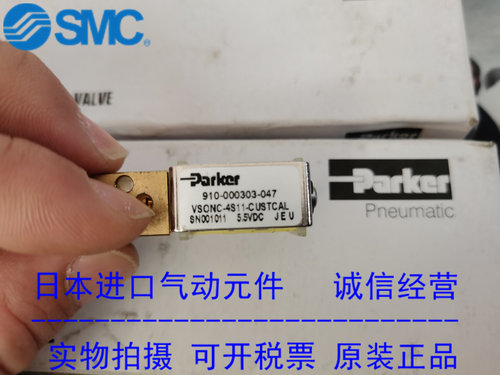 SMC
VALVE
Parker
910-000303-047
VSONC-4S11-CUSTCAL
SN001011 5.5VDC JEU
Parker
Pneumatic
日本进口气动元件 诚信经营
实物拍摄 可开税票 原装正品